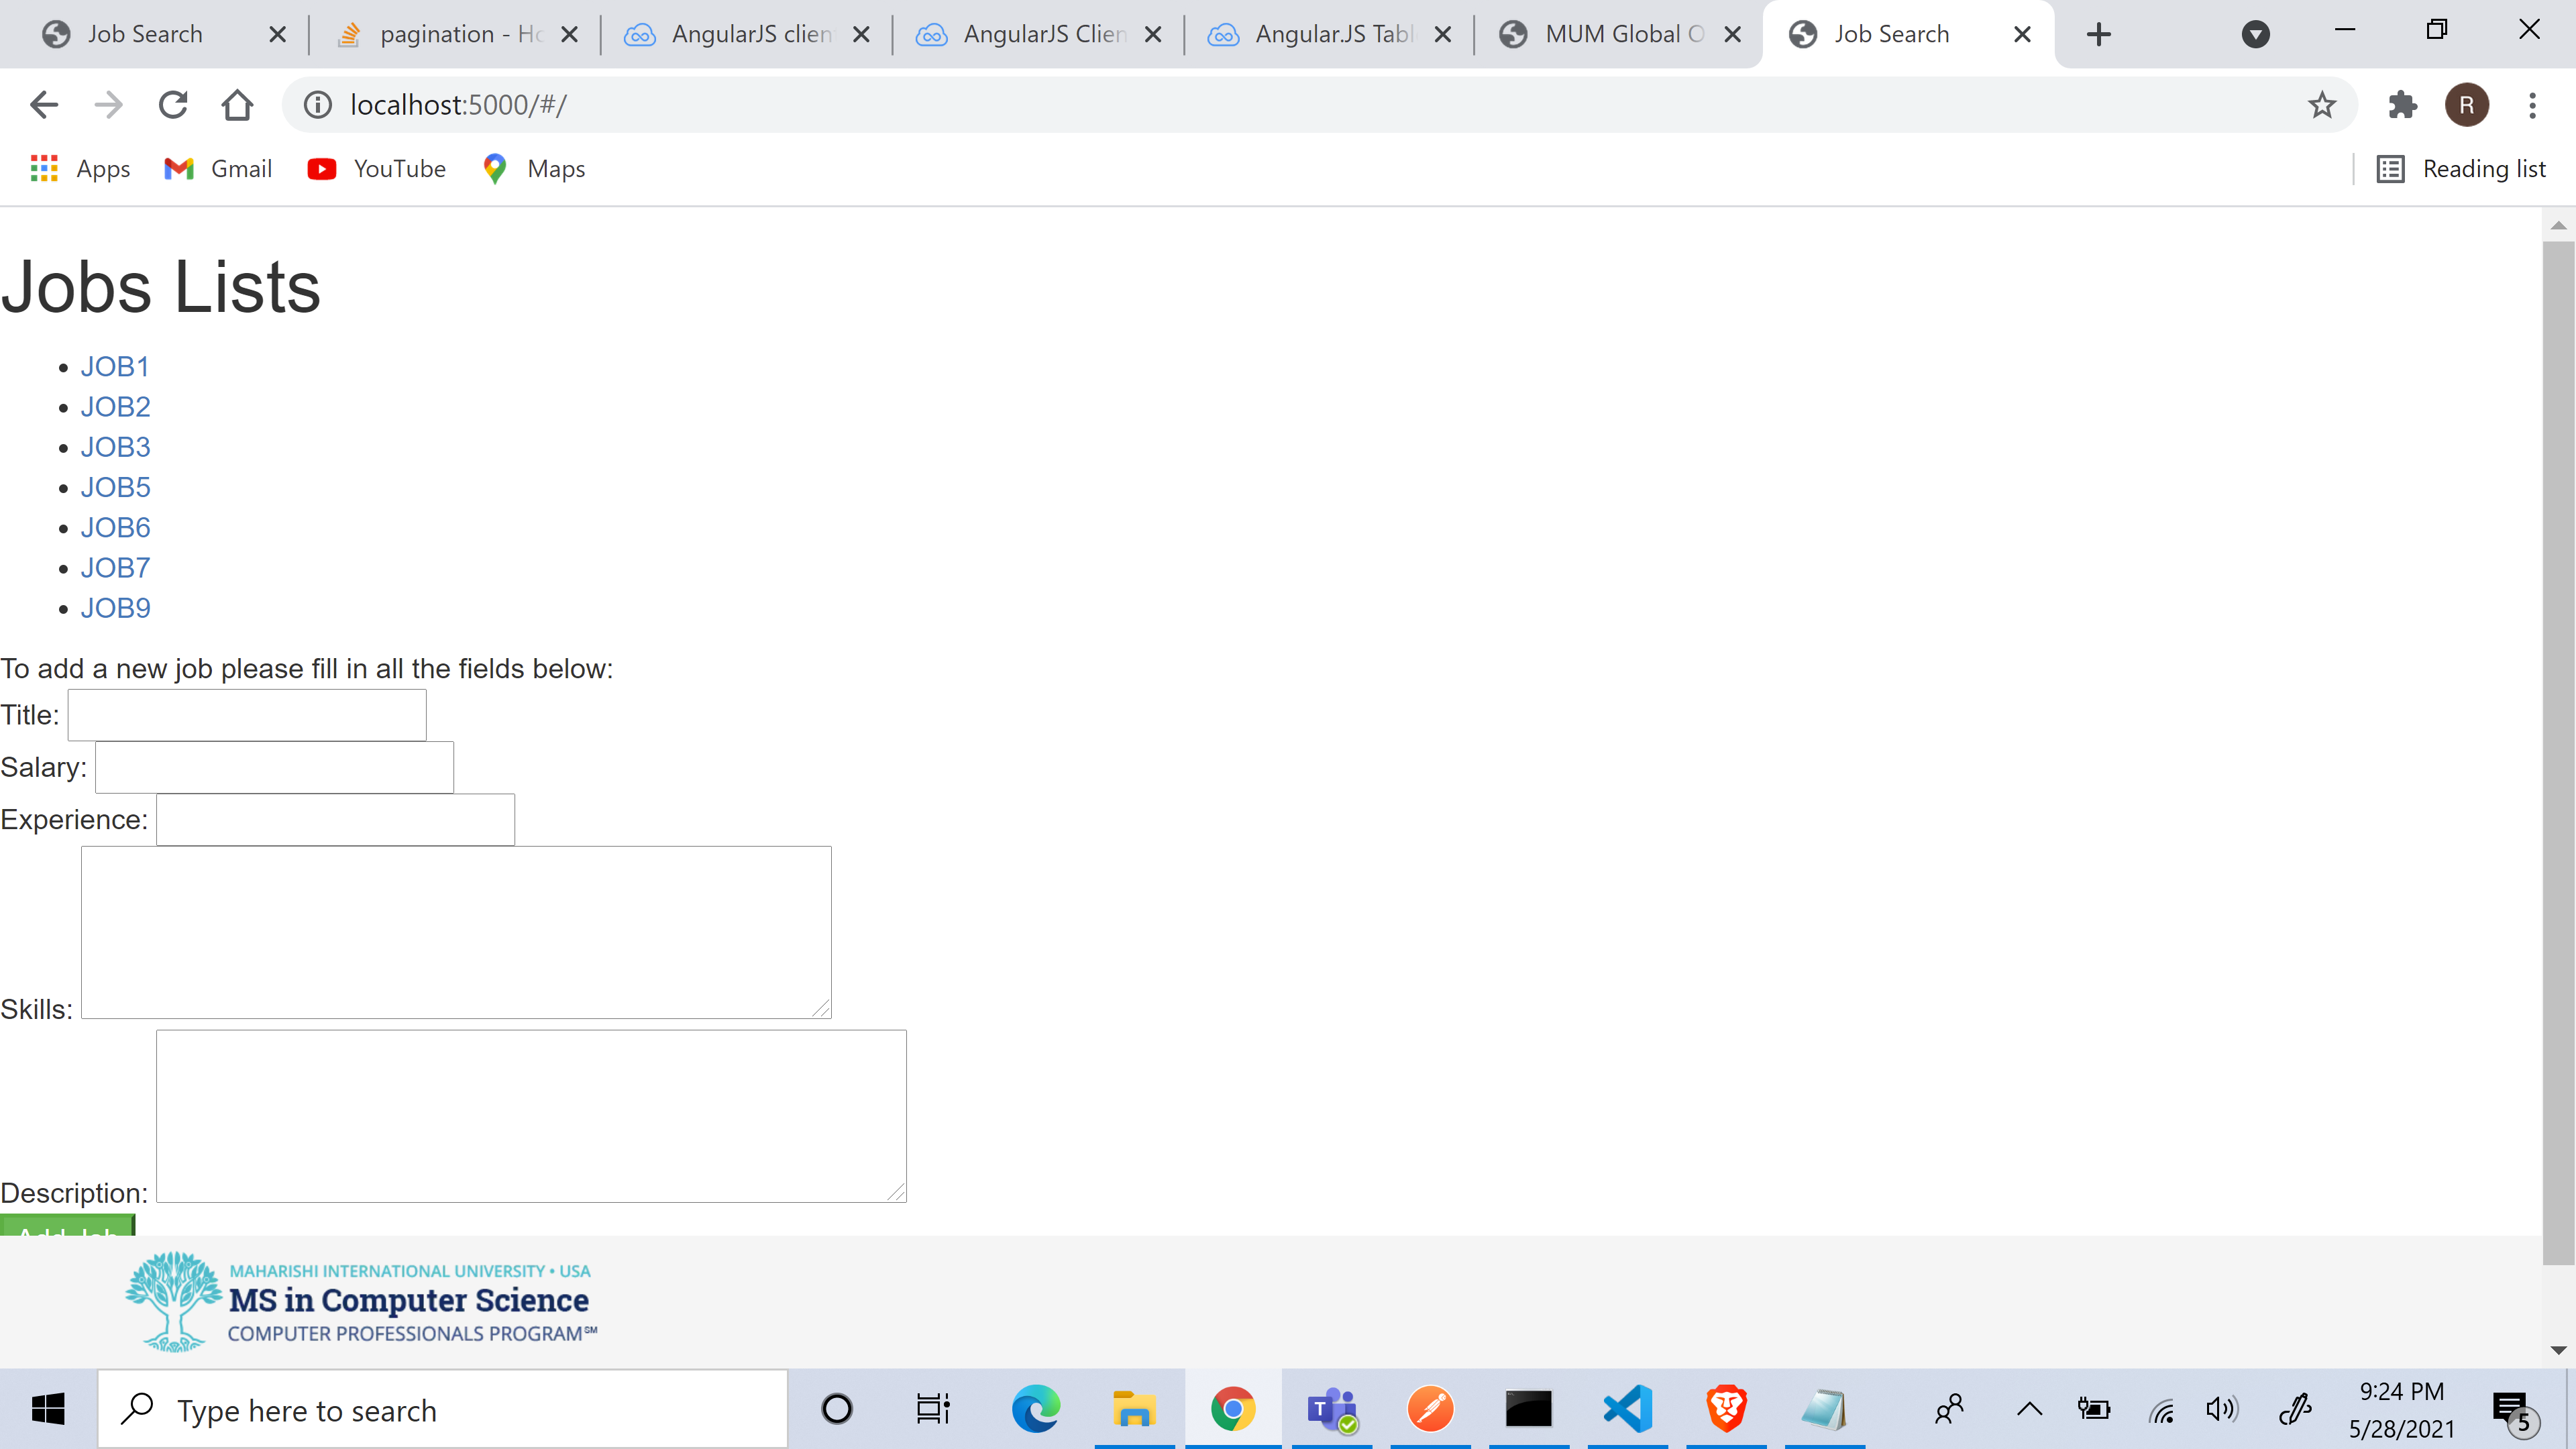 Job Search
pagination - Ho
AngularJS clien
AngularJS Clien
Angular.JS Tabl
MUM Global O
Job Search
localhost:5000/#/
R
Apps
Gmail
YouTube
Maps
Reading list
Jobs Lists
JOB1
JOB2
JOB3
JOB5
JOB6
JOB7
JOB9
To add a new job please fill in all the fields below:
Title:
Salary:
Experience:
Skills:
Description:
Add Job
MAHARISHI INTERNATIONAL UNIVERSITY • USA
MS in Computer Science
COMPUTER PROFESSIONALS PROGRAM℠
Type here to search
T
9:24 PM
5/28/2021
5